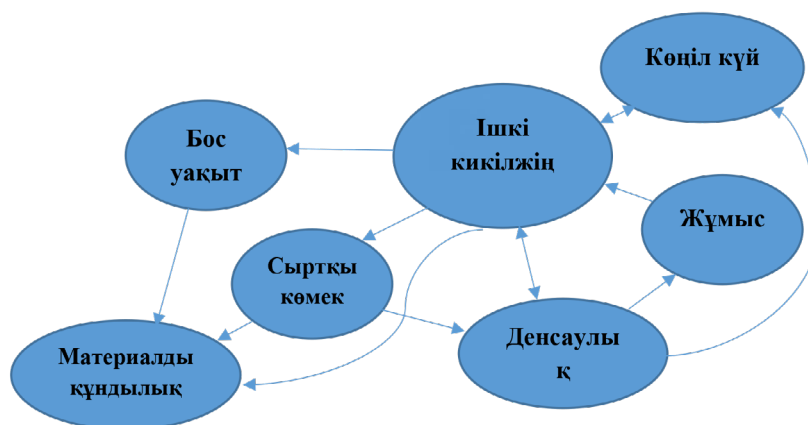 Көңіл күй
Ішкі
кикілжің
Бос
уақыт
Жұмыс
Сыртқы
көмек
Денсаулы
қ
Материалды
құндылық